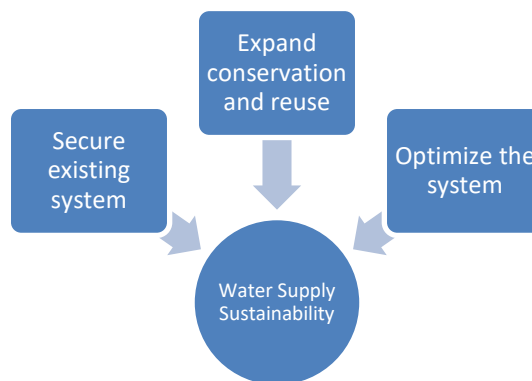 Expand
conservation
and reuse
Secure
existing
system
Optimize the
system
Water Supply
Sustainability